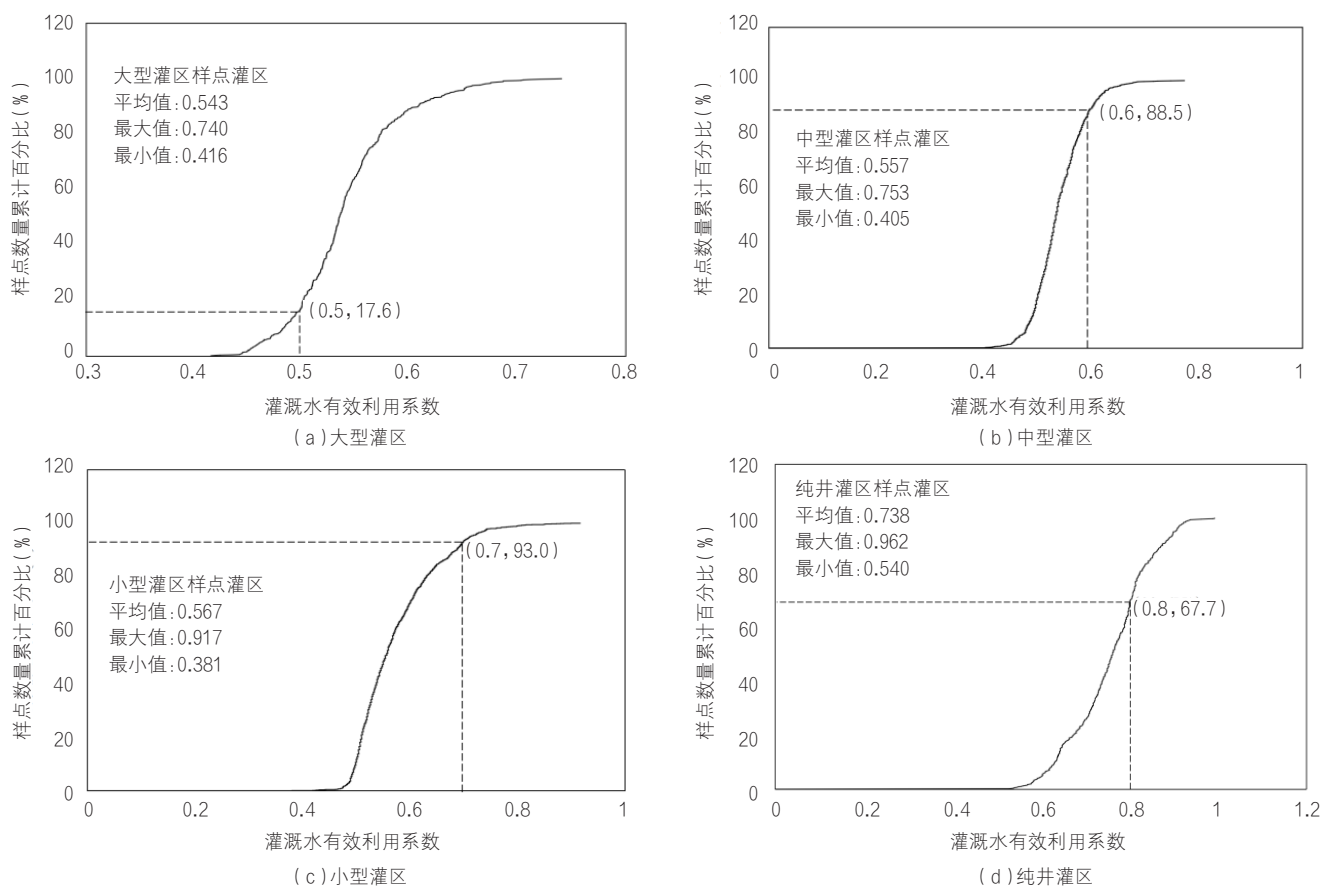 120
100
80
60
40
20
0
样点数量累计百分比(%)
大型灌区样点灌区
平均值:0.543
最大值:0.740
最小值:0.416
(0.5,17.6)
0.3 0.4 0.5 0.6 0.7 0.8
灌溉水有效利用系数
(a)大型灌区
120
100
80
60
40
20
0
样点数量累计百分比(%)
(0.6,88.5)
中型灌区样点灌区
平均值:0.557
最大值:0.753
最小值:0.405
0 0.2 0.4 0.6 0.8 1
灌溉水有效利用系数
(b)中型灌区
120
100
80
60
40
20
0
样点数量累计百分比(%)
(0.7,93.0)
小型灌区样点灌区
平均值:0.567
最大值:0.917
最小值:0.381
0 0.2 0.4 0.6 0.8 1
灌溉水有效利用系数
(c)小型灌区
120
100
80
60
40
20
0
样点数量累计百分比(%)
纯井灌区样点灌区
平均值:0.738
最大值:0.962
最小值:0.540
(0.8,67.7)
0 0.2 0.4 0.6 0.8 1 1.2
灌溉水有效利用系数
(d)纯井灌区